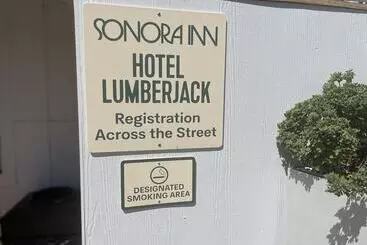 SONORA INN
HOTEL
LUMBERJACK
Registration
Across the Street
DESIGNATED
SMOKING AREA